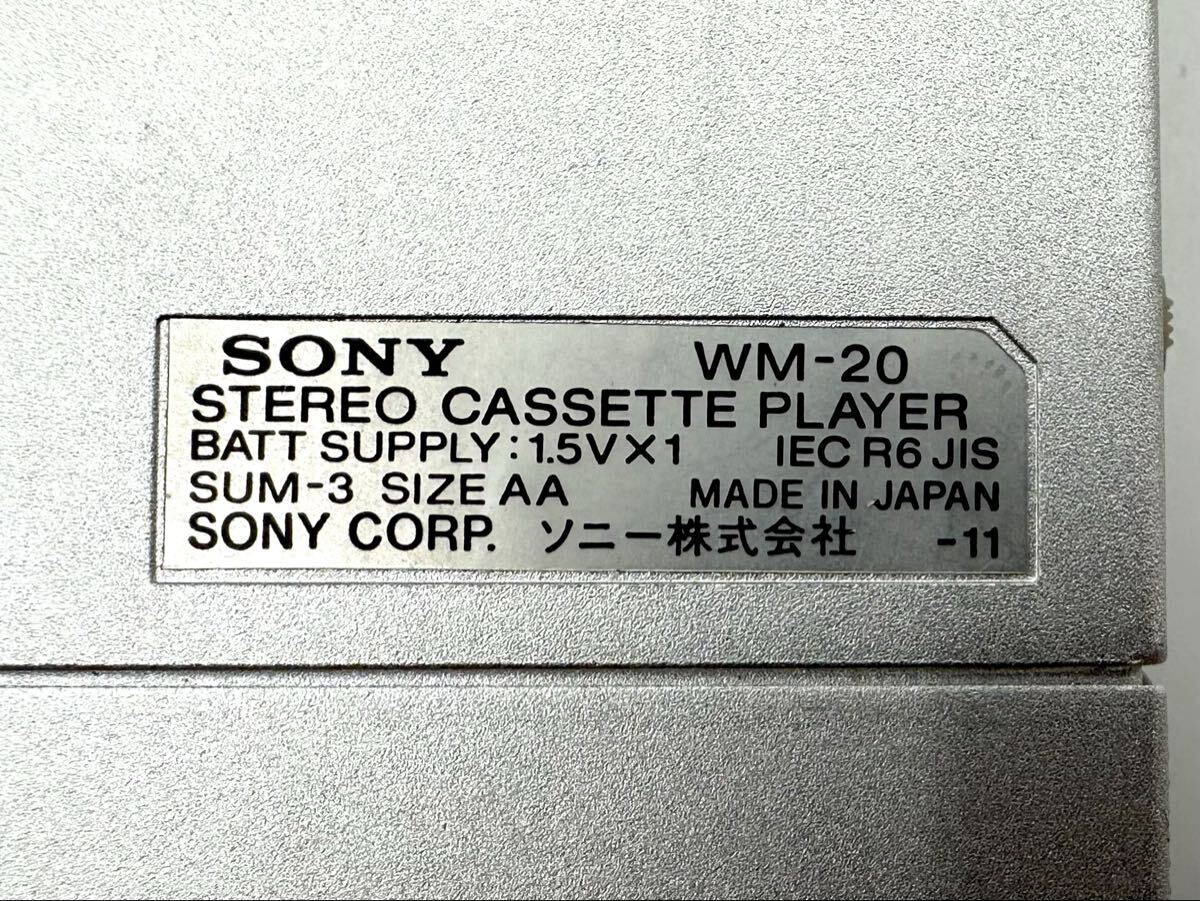 SONY WM-20
STEREO CASSETTE PLAYER
BATT SUPPLY:1.5V×1 IEC R6 JIS
SUM-3 SIZE AA MADE IN JAPAN
SONY CORP. ソニー株式会社 -11